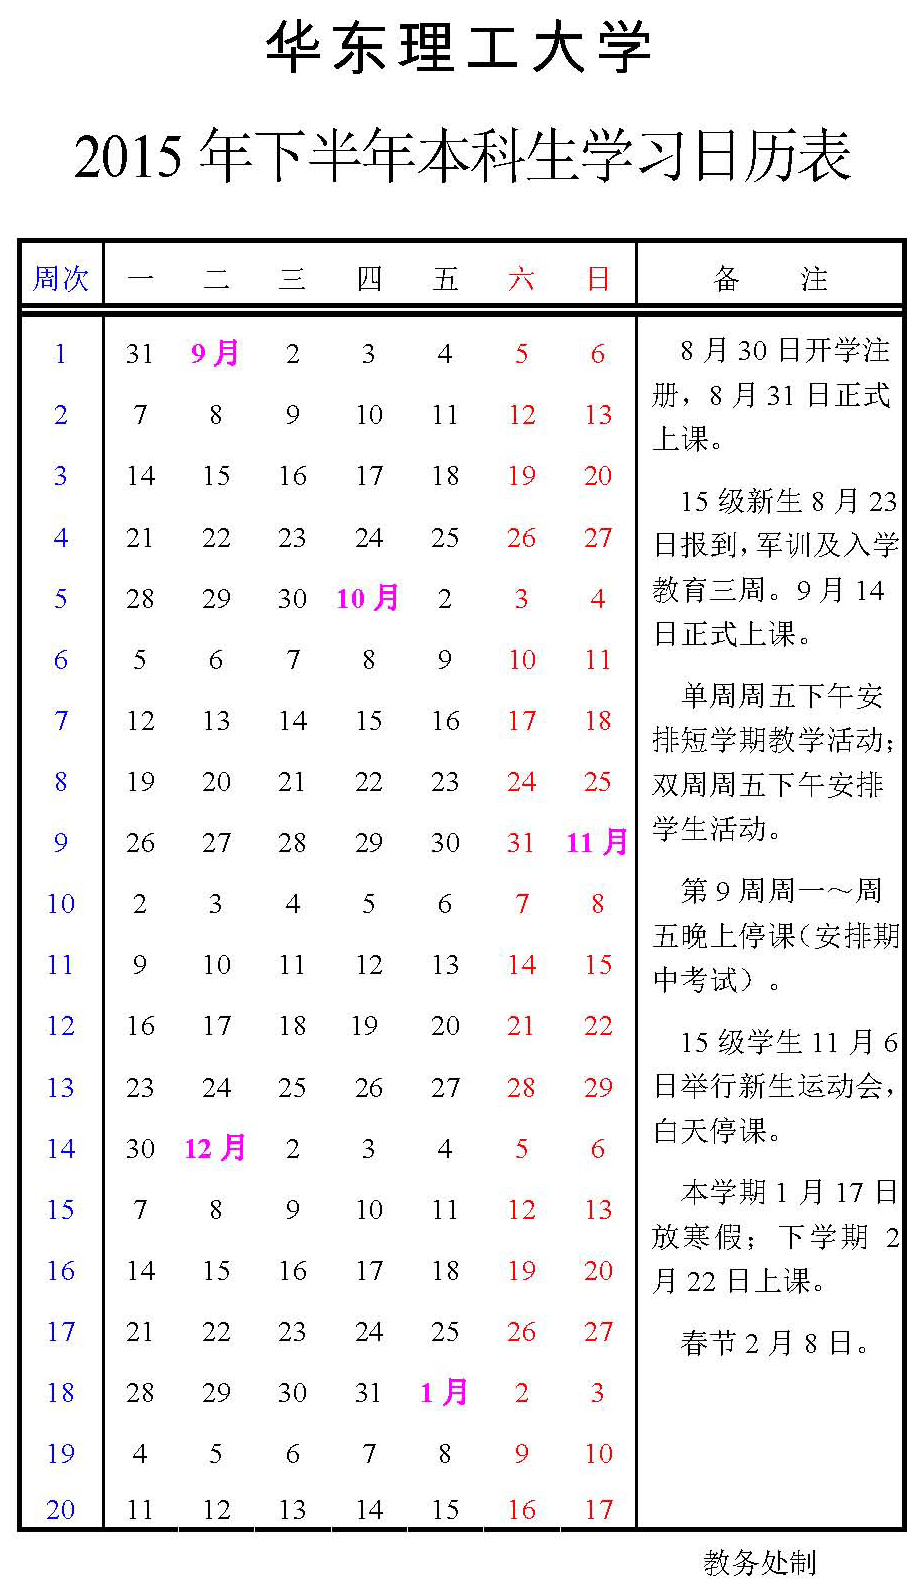 华东理工大学
2015 年下半年本科生学习日历表
周次 一 二 三 四 五 六 日 备 注
1 31 9月 2 3 4 5 6
2 7 8 9 10 11 12 13
3 14 15 16 17 18 19 20
4 21 22 23 24 25 26 27
5 28 29 30 10月 2 3 4
6 5 6 7 8 9 10 11
7 12 13 14 15 16 17 18
8 19 20 21 22 23 24 25
9 26 27 28 29 30 31 11月
10 2 3 4 5 6 7 8
11 9 10 11 12 13 14 15
12 16 17 18 19 20 21 22
13 23 24 25 26 27 28 29
14 30 12月 2 3 4 5 6
15 7 8 9 10 11 12 13
16 14 15 16 17 18 19 20
17 21 22 23 24 25 26 27
18 28 29 30 31 1月 2 3
19 4 5 6 7 8 9 10
20 11 12 13 14 15 16 17
8 月 30 日开学注
册，8 月 31 日正式
上课。
15 级新生 8 月 23
日报到，军训及入学
教育三周。9 月 14
日正式上课。
单周周五下午安
排短学期教学活动；
双周周五下午安排
学生活动。
第 9 周周一～周
五晚上停课（安排期
中考试）。
15 级学生 11 月 6
日举行新生运动会，
白天停课。
本学期 1 月 17 日
放寒假；下学期 2
月 22 日上课。
春节 2 月 8 日。
教务处制